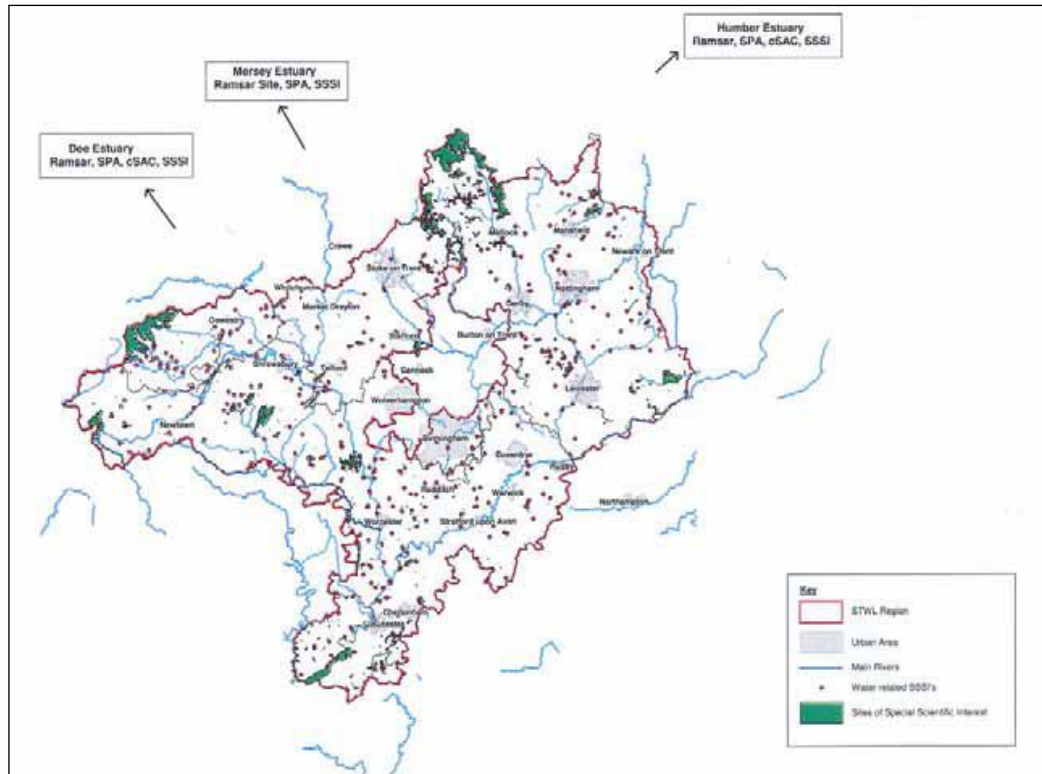 Humber Estuary
Ramsar, SPA, cSAC, SSSI
Mersey Estuary
Ramsar Site, SPA, SSSI
Dee Estuary
Ramsar, SPA, cSAC, SSSI
Matlock
Mansfield
Crewe
Newark on Trent
Stoke on Trent
Whitchurch
Nottingham
Market Drayton
Derby
Oswestry
Stafford
Burton on Trent
Shrewsbury
Telford
Cannock
Leicester
Wolverhampton
Newtown
Birmingham
Coventry
Rugby
Redditch
Warwick
Northampton
Worcester
Stratford upon Avon
Cheltenham
Gloucester
Key
STWL Region
Urban Area
Main Rivers
Water related SSSI's
Sites of Special Scientific Interest